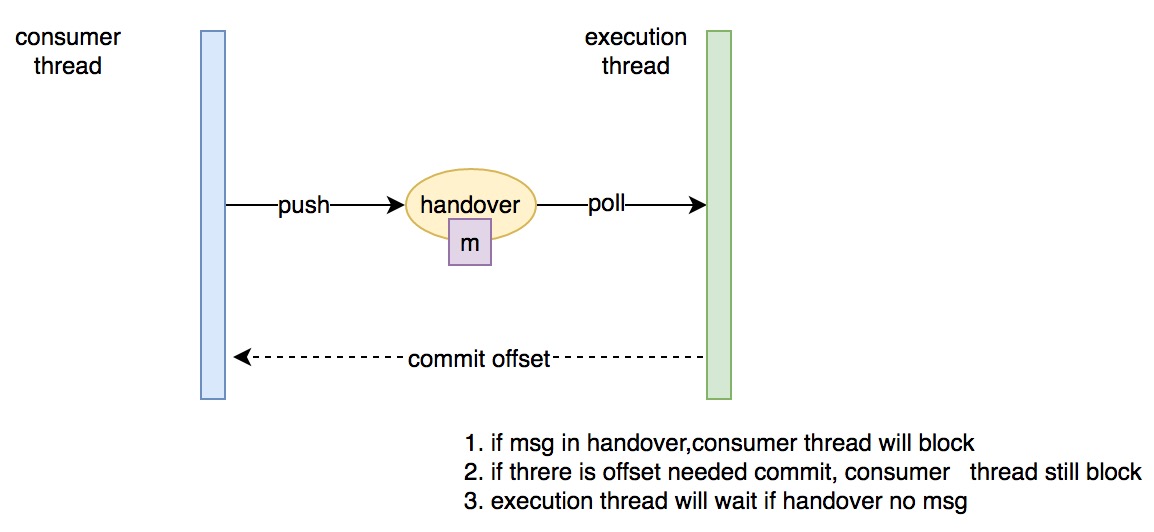 consumer
thread
execution
thread
push
handover
poll
m
commit offset
1. if msg in handover,consumer thread will block
2. if threre is offset needed commit, consumer   thread still block
3. execution thread will wait if handover no msg